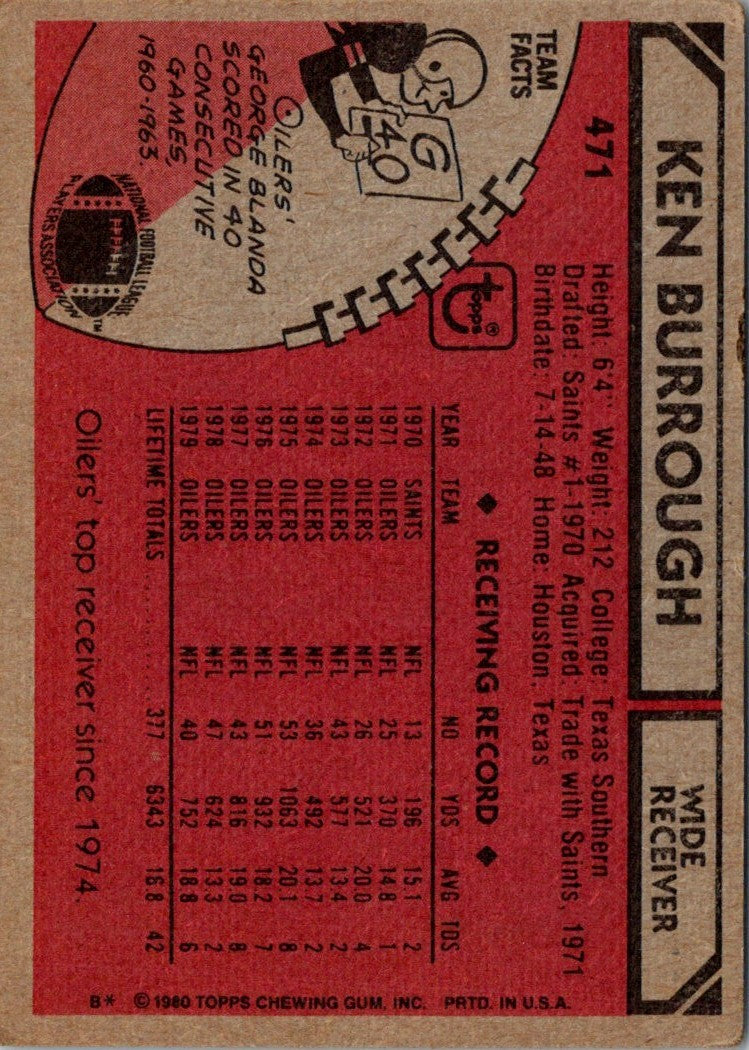 KEN BURROUGH
WIDE
RECEIVER
471
Height: 6'4" Weight: 212 College: Texas Southern
Drafted: Saints #1-1970 Acquired: Trade with Saints, 1971
Birthdate: 7-14-48 Home: Houston, Texas
TEAM
FACTS
G
40
OILERS'
GEORGE BLANDA
SCORED IN 40
CONSECUTIVE
GAMES,
1960-1963.
topps®
NATIONAL FOOTBALL LEAGUE
PLAYERS ASSOCIATION™
◆ RECEIVING RECORD ◆
YEAR TEAM NO YDS AVG TDS
1970 SAINTS NFL 13 196 15.1 2
1971 OILERS NFL 25 370 14.8 1
1972 OILERS NFL 26 521 20.0 4
1973 OILERS NFL 43 577 13.4 2
1974 OILERS NFL 36 492 13.7 2
1975 OILERS NFL 53 1063 20.1 8
1976 OILERS NFL 51 932 18.2 7
1977 OILERS NFL 43 816 19.0 8
1978 OILERS NFL 47 624 13.3 2
1979 OILERS NFL 40 752 18.8 6
LIFETIME TOTALS 377 6343 16.8 42
Oilers' top receiver since 1974.
B* © 1980 TOPPS CHEWING GUM, INC. PRTD. IN U.S.A.